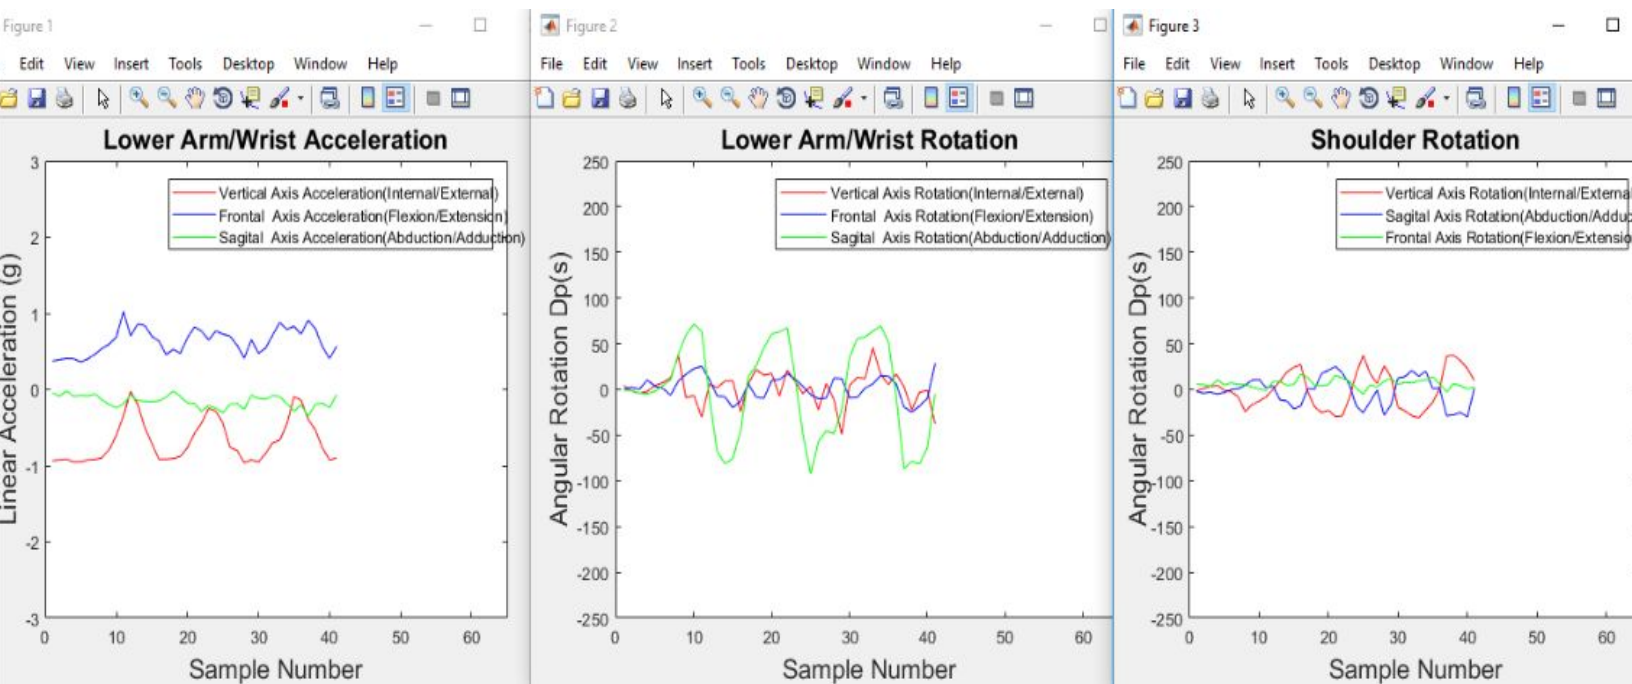 Figure 1
Edit View Insert Tools Desktop Window Help
Lower Arm/Wrist Acceleration
Vertical Axis Acceleration(Internal/External)
Frontal Axis Acceleration(Flexion/Extension)
Sagital Axis Acceleration(Abduction/Adduction)
Linear Acceleration (g)
3
2
1
0
-1
-2
-3
0 10 20 30 40 50 60
Sample Number
Figure 2
File Edit View Insert Tools Desktop Window Help
Lower Arm/Wrist Rotation
Vertical Axis Rotation(Internal/External)
Frontal Axis Rotation(Flexion/Extension)
Sagital Axis Rotation(Abduction/Adduction)
Angular Rotation Dp(s)
250
200
150
100
50
0
-50
-100
-150
-200
-250
0 10 20 30 40 50 60
Sample Number
Figure 3
File Edit View Insert Tools Desktop Window Help
Shoulder Rotation
Vertical Axis Rotation(Internal/Externa
Sagital Axis Rotation(Abduction/Adduc
Frontal Axis Rotation(Flexion/Extensio
Angular Rotation Dp(s)
250
200
150
100
50
0
-50
-100
-150
-200
-250
0 10 20 30 40 50 60
Sample Number